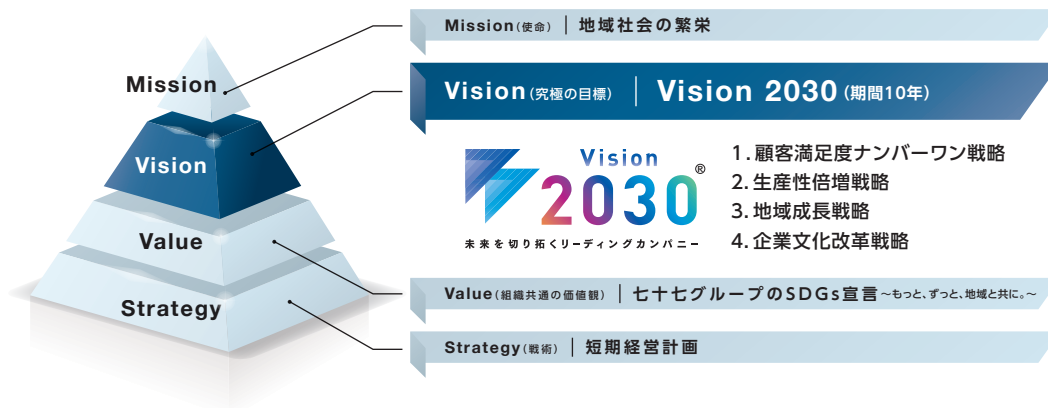 Mission
Vision
Value
Strategy
Mission(使命)｜地域社会の繁栄
Vision(究極の目標)｜Vision 2030(期間10年)
Vision
2030®
未来を切り拓くリーディングカンパニー
1.顧客満足度ナンバーワン戦略
2.生産性倍増戦略
3.地域成長戦略
4.企業文化改革戦略
Value(組織共通の価値観)｜七十七グループのSDGs宣言~もっと、ずっと、地域と共に。~
Strategy(戦術)｜短期経営計画